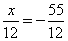 x/12 = -55/12